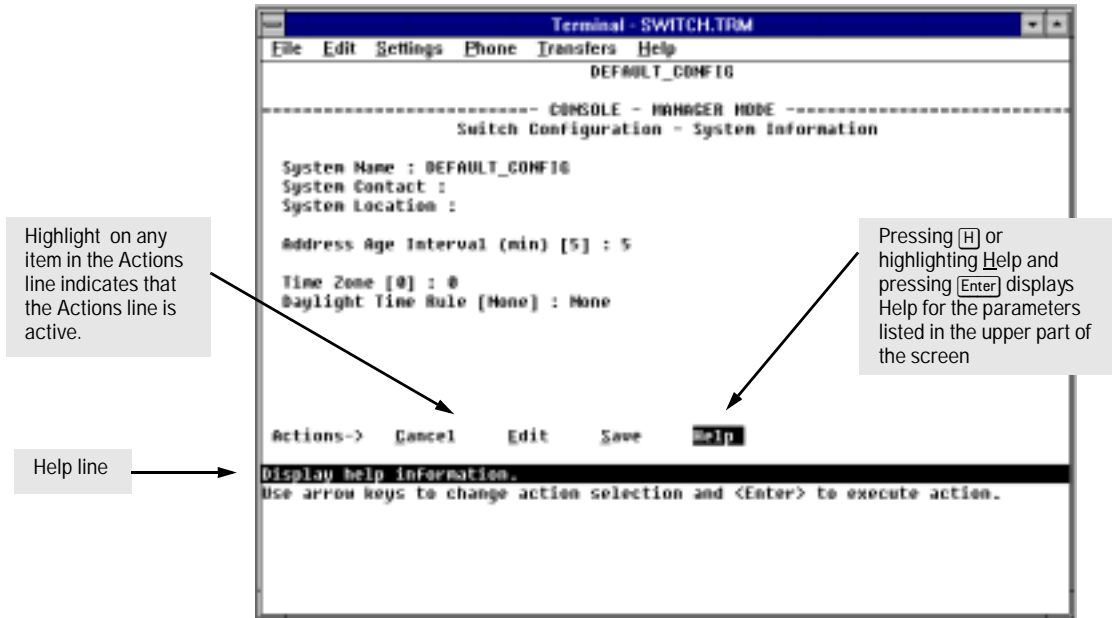 Terminal - SWITCH.TRM
File Edit Settings Phone Transfers Help
DEFAULT_CONFIG
- CONSOLE - MANAGER MODE -
Switch Configuration - System Information
System Name : DEFAULT_CONFIG
System Contact :
System Location :
Address Age Interval (min) [5] : 5
Time Zone [0] : 0
Daylight Time Rule [None] : None
Actions-> Cancel Edit Save Help
Display help information.
Use arrow keys to change action selection and <Enter> to execute action.
Highlight on any
item in the Actions
line indicates that
the Actions line is
active.
Help line
Pressing H or
highlighting Help and
pressing Enter displays
Help for the parameters
listed in the upper part of
the screen